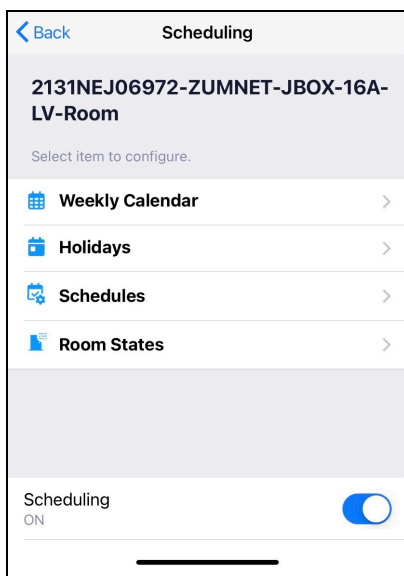 Back
Scheduling
2131NEJ06972-ZUMNET-JBOX-16A-
LV-Room
Select item to configure.
Weekly Calendar
Holidays
Schedules
Room States
Scheduling
ON